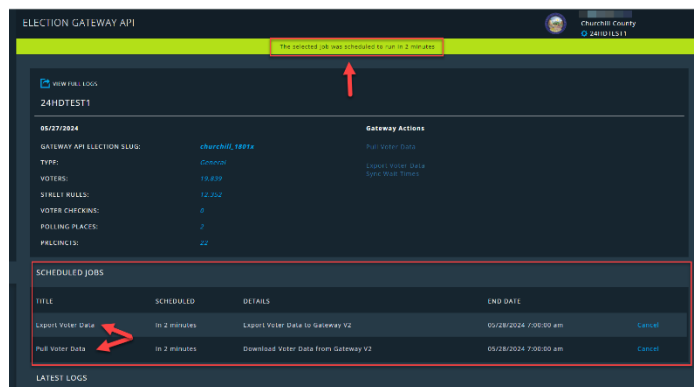 ELECTION GATEWAY API
Churchill County
24HDTEST1
The selected job was scheduled to run in 2 minutes
VIEW FULL LOGS
24HDTEST1
05/27/2024
Gateway Actions
GATEWAY API ELECTION SLUG: churchill_1801x
Pull Voter Data
TYPE: General
Export Voter Data
VOTERS: 19,839
Sync Wait Times
STREET RULES: 12,352
VOTER CHECKINS: 0
POLLING PLACES: 2
PRECINCTS: 22
SCHEDULED JOBS
TITLE SCHEDULED DETAILS END DATE
Export Voter Data In 2 minutes Export Voter Data to Gateway V2 05/28/2024 7:00:00 am Cancel
Pull Voter Data In 2 minutes Download Voter Data from Gateway V2 05/28/2024 7:00:00 am Cancel
LATEST LOGS